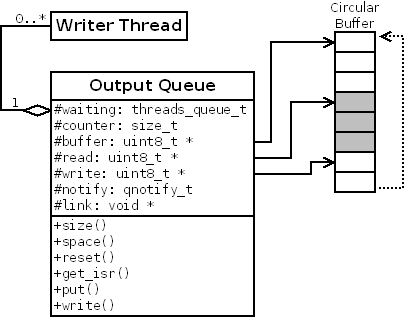 Circular
Buffer
0..*
Writer Thread
1
Output Queue
#waiting: threads_queue_t
#counter: size_t
#buffer: uint8_t *
#read: uint8_t *
#write: uint8_t *
#notify: qnotify_t
#link: void *
+size()
+space()
+reset()
+get_isr()
+put()
+write()